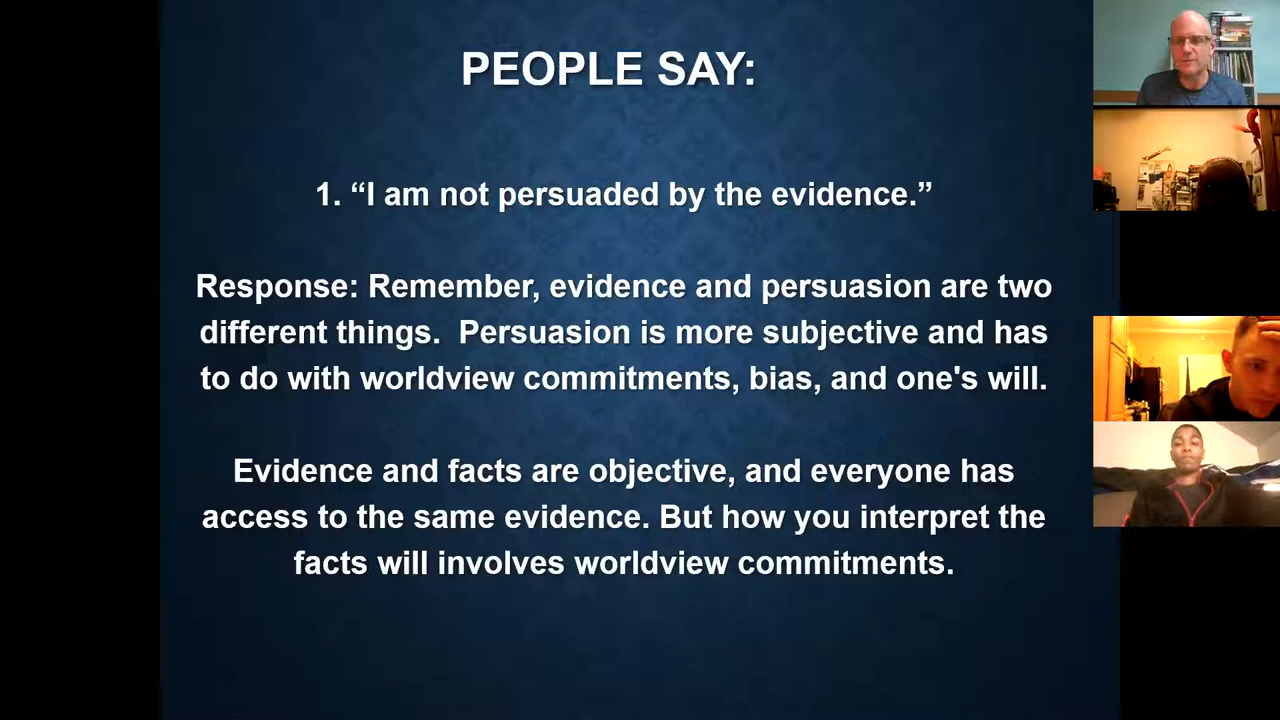 PEOPLE SAY:
1. “I am not persuaded by the evidence.”
Response: Remember, evidence and persuasion are two
different things.  Persuasion is more subjective and has
to do with worldview commitments, bias, and one's will.
Evidence and facts are objective, and everyone has
access to the same evidence. But how you interpret the
facts will involves worldview commitments.